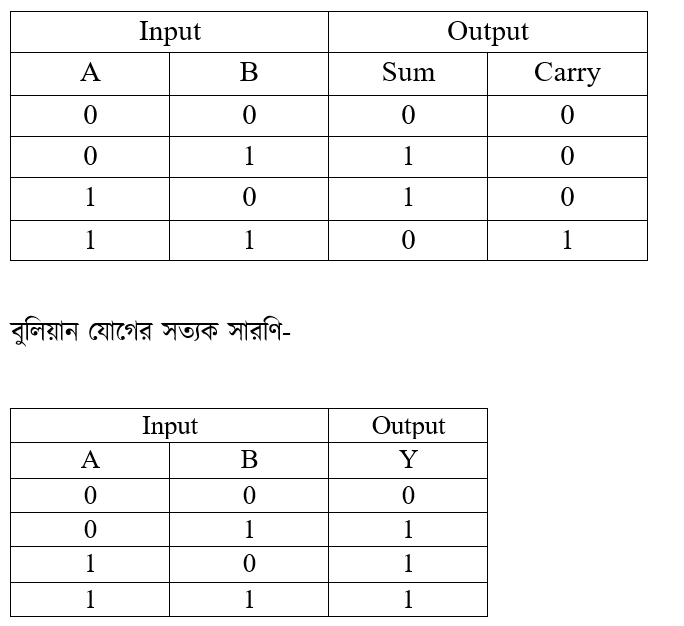 Input Output
A B Sum Carry
0 0 0 0
0 1 1 0
1 0 1 0
1 1 0 1
বুলিয়ান যোগের সত্যক সারণি-
Input Output
A B Y
0 0 0
0 1 1
1 0 1
1 1 1